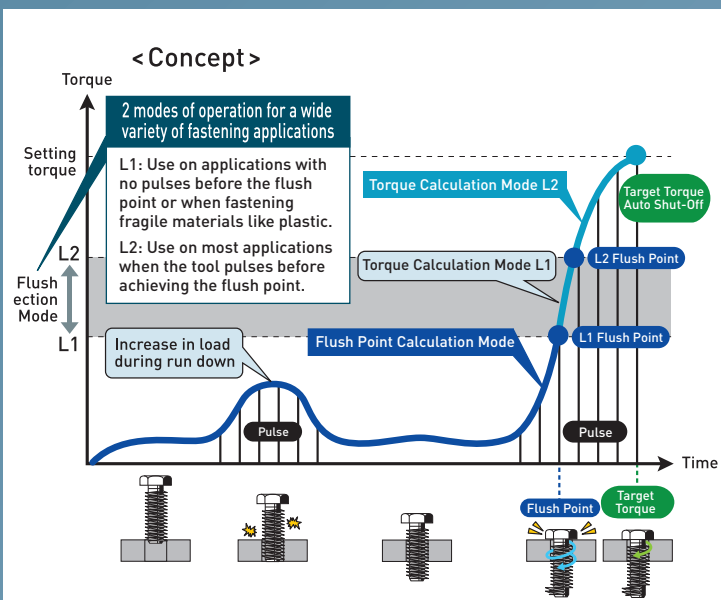 <Concept>
Torque
2 modes of operation for a wide
variety of fastening applications
L1: Use on applications with
no pulses before the flush
point or when fastening
fragile materials like plastic.
L2: Use on most applications
when the tool pulses before
achieving the flush point.
Setting
torque
L2
Flush
ection
Mode
L1
Torque Calculation Mode L2
Target Torque
Auto Shut-Off
L2 Flush Point
Torque Calculation Mode L1
Increase in load
during run down
Flush Point Calculation Mode
L1 Flush Point
Pulse
Pulse
Time
Flush Point
Target
Torque